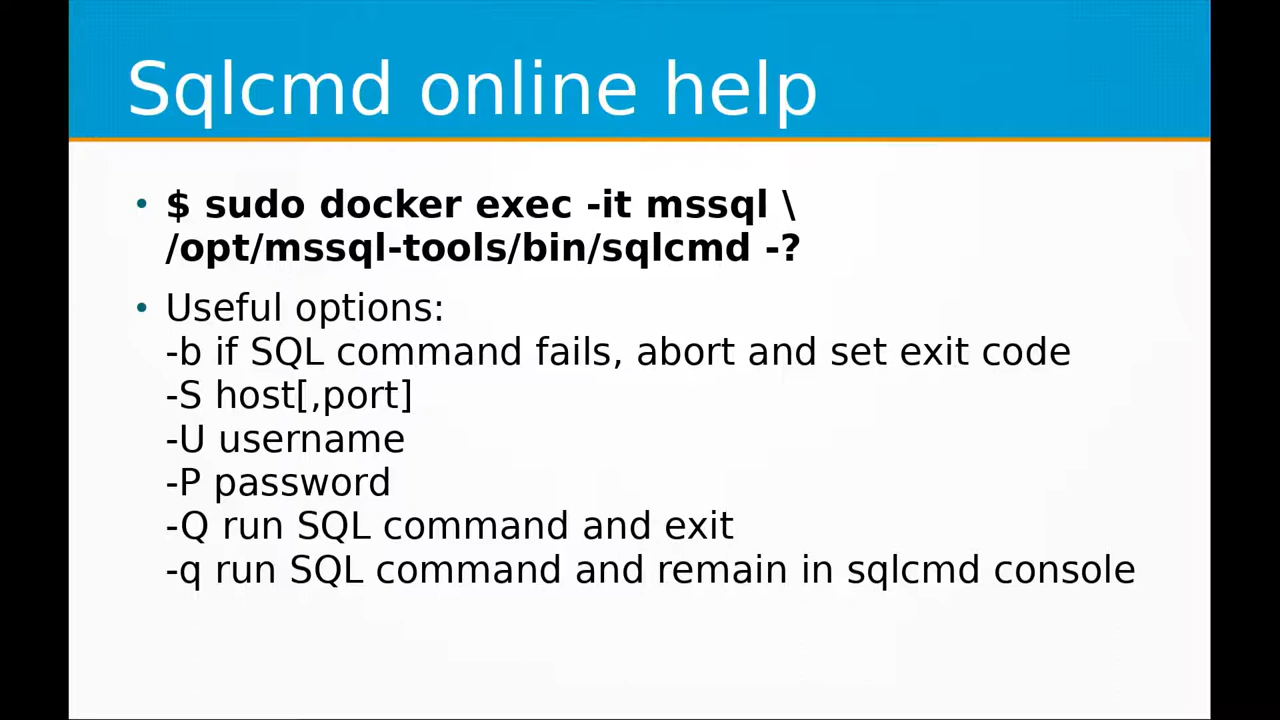 Sqlcmd online help
• $ sudo docker exec -it mssql \
/opt/mssql-tools/bin/sqlcmd -?
• Useful options:
-b if SQL command fails, abort and set exit code
-S host[,port]
-U username
-P password
-Q run SQL command and exit
-q run SQL command and remain in sqlcmd console